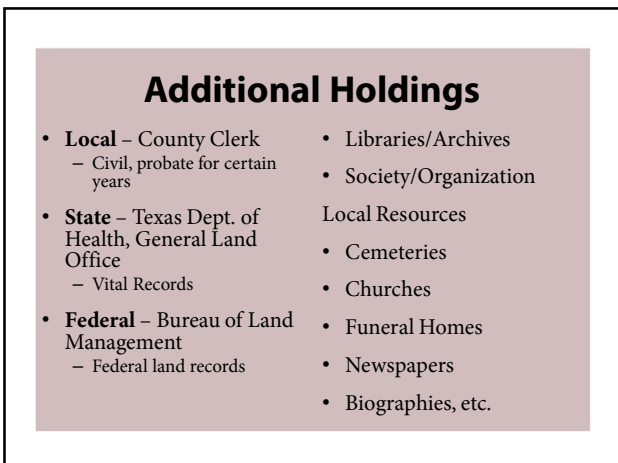 Additional Holdings
• Local – County Clerk
– Civil, probate for certain
years
• State – Texas Dept. of
Health, General Land
Office
– Vital Records
• Federal – Bureau of Land
Management
– Federal land records
• Libraries/Archives
• Society/Organization
Local Resources
• Cemeteries
• Churches
• Funeral Homes
• Newspapers
• Biographies, etc.